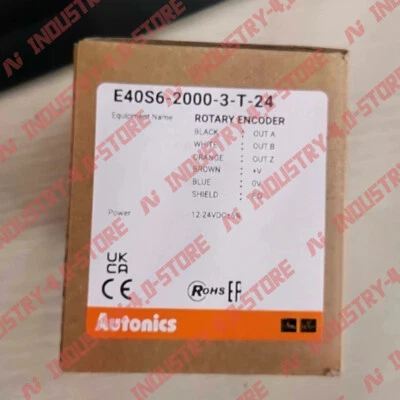 E40S6-2000-3-T-24
Equipment Name ROTARY ENCODER
BLACK : OUT A
WHITE : OUT B
ORANGE : OUT Z
BROWN : +V
BLUE : 0V
SHIELD : F.G
Power 12-24VDC
UK
CA
CE
RoHS
Autonics
INDUSTRY-4.0-STORE